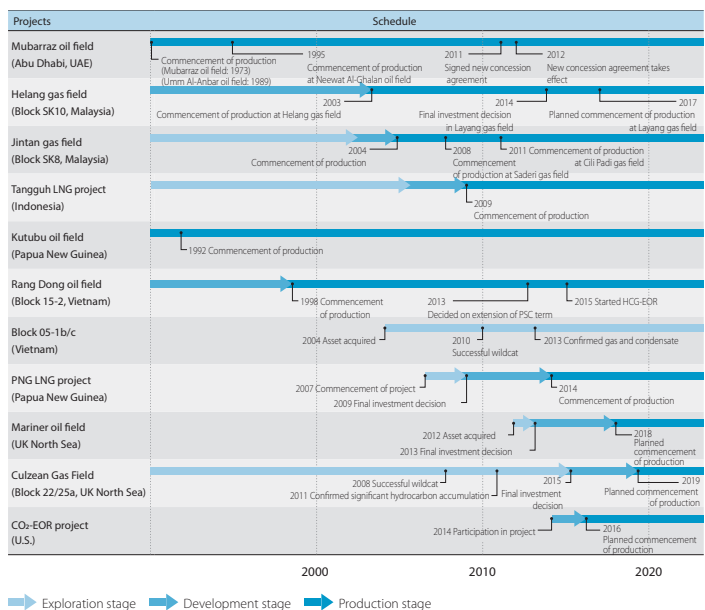 Projects Schedule
Mubarraz oil field
(Abu Dhabi, UAE)
Commencement of production
(Mubarraz oil field: 1973)
(Umm Al-Anbar oil field: 1989)
1995
Commencement of production
at Neewat Al-Ghalan oil field
2011
Signed new concession
agreement
2012
New concession agreement takes
effect
Helang gas field
(Block SK10, Malaysia)
2003
Commencement of production at Helang gas field
2014
Final investment decision
in Layang gas field
2017
Planned commencement of production
at Layang gas field
Jintan gas field
(Block SK8, Malaysia)
2004
Commencement of production
2008
Commencement
of production at Saderi gas field
2011 Commencement of production
at Cili Padi gas field
Tangguh LNG project
(Indonesia)
2009
Commencement of production
Kutubu oil field
(Papua New Guinea)
1992 Commencement of production
Rang Dong oil field
(Block 15-2, Vietnam)
1998 Commencement
of production
2013
Decided on extension of PSC term
2015 Started HCG-EOR
Block 05-1b/c
(Vietnam)
2004 Asset acquired
2010
Successful wildcat
2013 Confirmed gas and condensate
PNG LNG project
(Papua New Guinea)
2007 Commencement of project
2009 Final investment decision
2014
Commencement of production
Mariner oil field
(UK North Sea)
2012 Asset acquired
2013 Final investment decision
2018
Planned
commencement
of production
Culzean Gas Field
(Block 22/25a, UK North Sea)
2008 Successful wildcat
2011 Confirmed significant hydrocarbon accumulation
2015
Final investment
decision
2019
Planned commencement
of production
CO₂-EOR project
(U.S.)
2014 Participation in project
2016
Planned commencement
of production
2000 2010 2020
Exploration stage Development stage Production stage